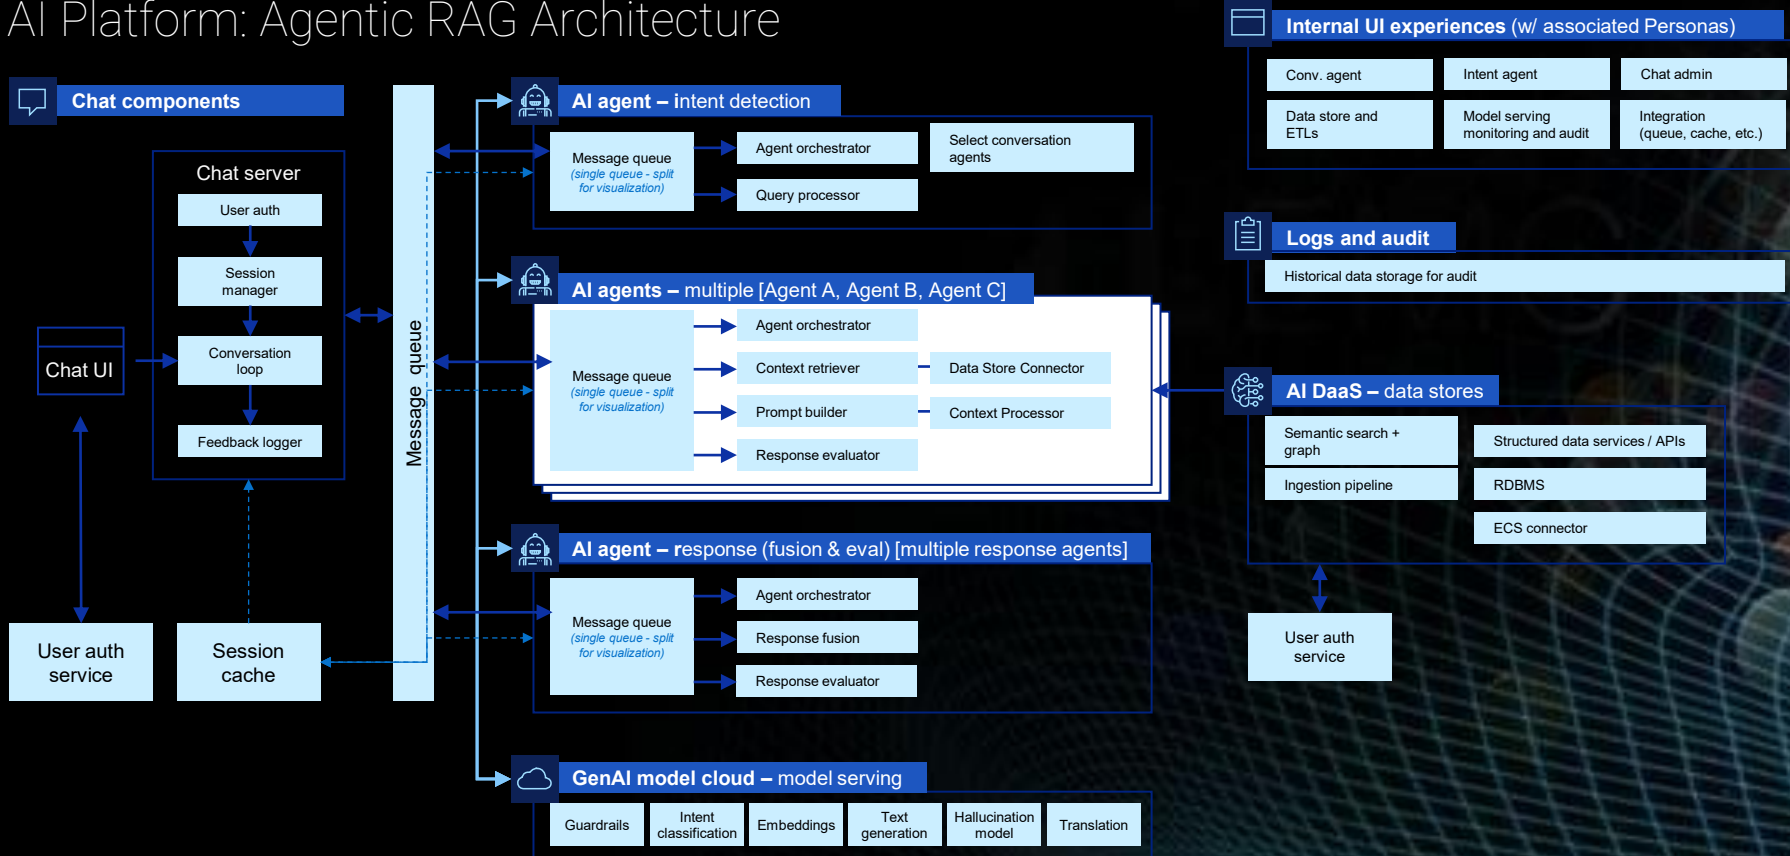 AI Platform: Agentic RAG Architecture
Chat components
Chat server
User auth
Session
manager
Conversation
loop
Feedback logger
Chat UI
User auth
service
Session
cache
Message queue
AI agent – intent detection
Message queue
(single queue - split
for visualization)
Agent orchestrator
Query processor
Select conversation
agents
AI agents – multiple [Agent A, Agent B, Agent C]
Message queue
(single queue - split
for visualization)
Agent orchestrator
Context retriever
Data Store Connector
Prompt builder
Context Processor
Response evaluator
AI agent – response (fusion & eval) [multiple response agents]
Message queue
(single queue - split
for visualization)
Agent orchestrator
Response fusion
Response evaluator
GenAI model cloud – model serving
Guardrails
Intent
classification
Embeddings
Text
generation
Hallucination
model
Translation
Internal UI experiences (w/ associated Personas)
Conv. agent
Intent agent
Chat admin
Data store and
ETLs
Model serving
monitoring and audit
Integration
(queue, cache, etc.)
Logs and audit
Historical data storage for audit
AI DaaS – data stores
Semantic search +
graph
Ingestion pipeline
Structured data services / APIs
RDBMS
ECS connector
User auth
service